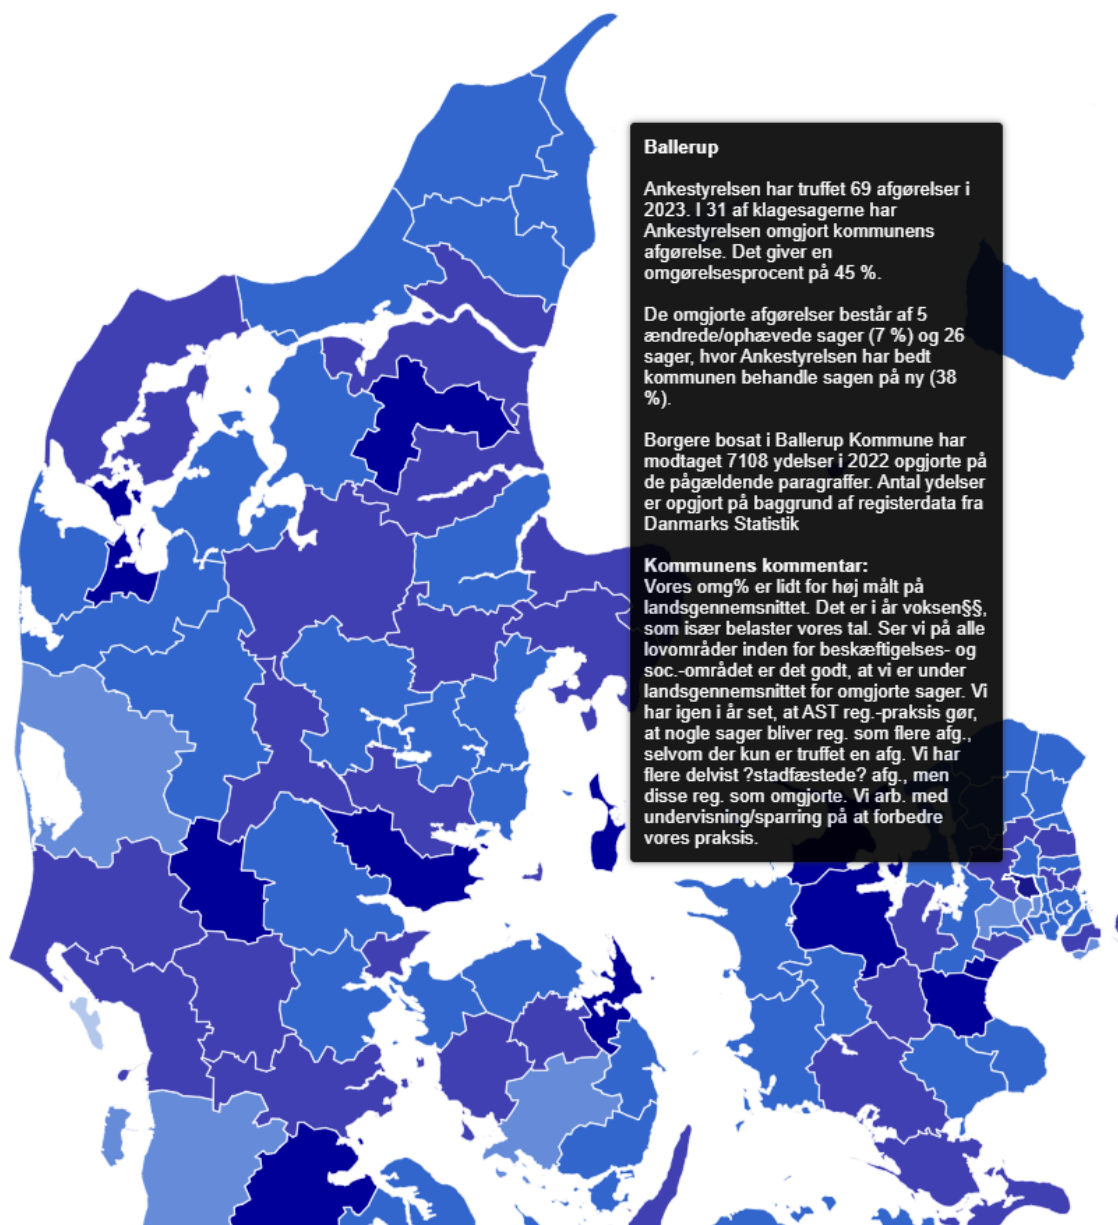 Ballerup
Ankestyrelsen har truffet 69 afgørelser i
2023. I 31 af klagesagerne har
Ankestyrelsen omgjort kommunens
afgørelse. Det giver en
omgørelsesprocent på 45 %.
De omgjorte afgørelser består af 5
ændrede/ophævede sager (7 %) og 26
sager, hvor Ankestyrelsen har bedt
kommunen behandle sagen på ny (38
%).
Borgere bosat i Ballerup Kommune har
modtaget 7108 ydelser i 2022 opgjorte på
de pågældende paragraffer. Antal ydelser
er opgjort på baggrund af registerdata fra
Danmarks Statistik
Kommunens kommentar:
Vores omg% er lidt for høj målt på
landsgennemsnittet. Det er i år voksen§§,
som især belaster vores tal. Ser vi på alle
lovområder inden for beskæftigelses- og
soc.-området er det godt, at vi er under
landsgennemsnittet for omgjorte sager. Vi
har igen i år set, at AST reg.-praksis gør,
at nogle sager bliver reg. som flere afg.,
selvom der kun er truffet en afg. Vi har
flere delvist ?stadfæstede? afg., men
disse reg. som omgjorte. Vi arb. med
undervisning/sparring på at forbedre
vores praksis.